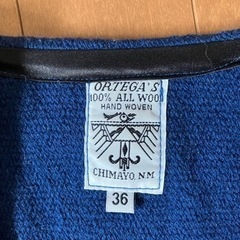 ORTEGA'S
100% ALL WOOL
HAND WOVEN
CHIMAYO, N.M
36